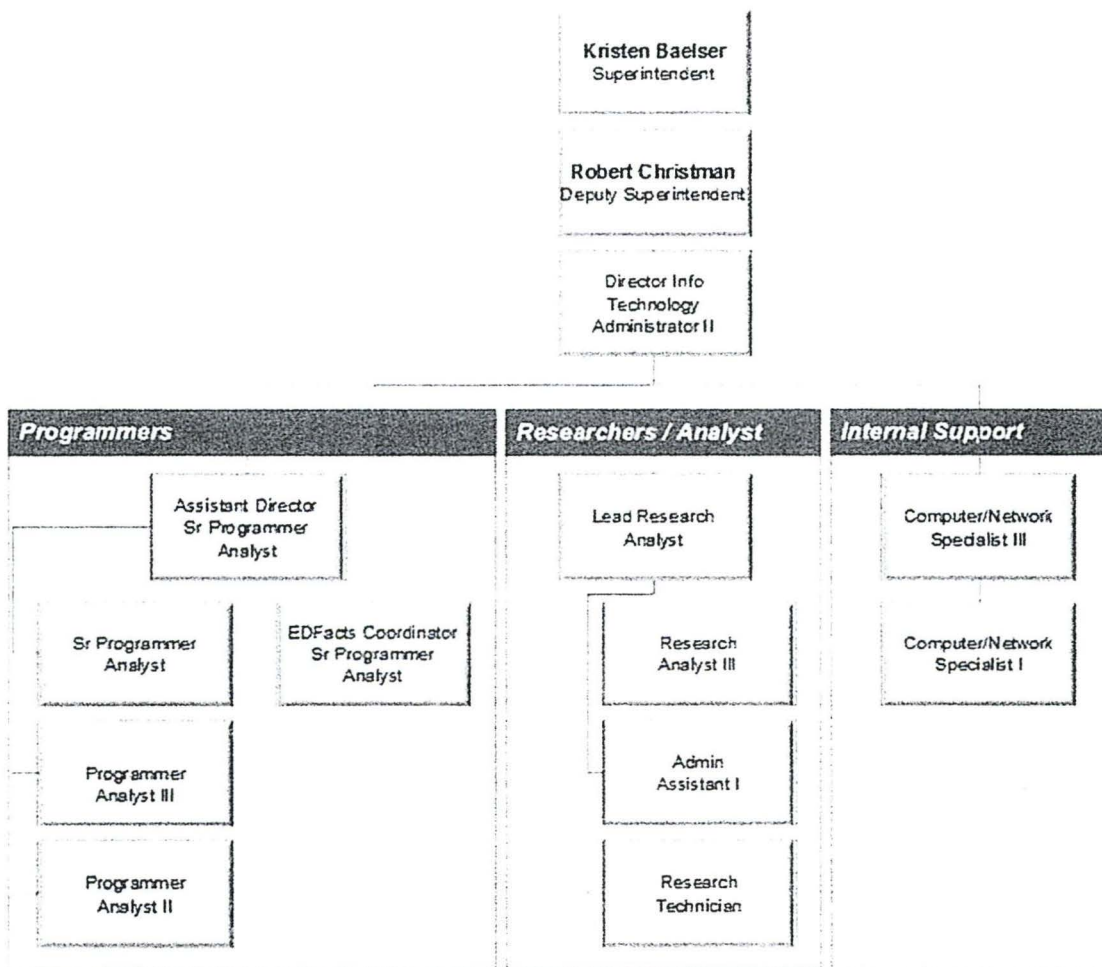 Kristen Baelser
Superintendent
Robert Christman
Deputy Superintendent
Director Info
Technology
Administrator II
Programmers
Researchers / Analyst
Internal Support
Assistant Director
Sr Programmer
Analyst
Lead Research
Analyst
Computer/Network
Specialist III
Sr Programmer
Analyst
EDFacts Coordinator
Sr Programmer
Analyst
Research
Analyst III
Computer/Network
Specialist I
Programmer
Analyst III
Admin
Assistant I
Programmer
Analyst II
Research
Technician